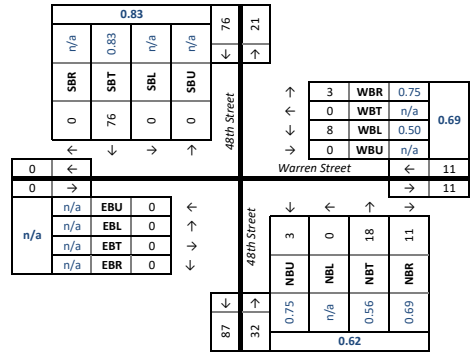 0.83
n/a 0.83 n/a n/a
SBR SBT SBL SBU
0 76 0 0
← ↓ → ↑
76 21
↓ ↑
48th Street
↑ 3 WBR 0.75
← 0 WBT n/a
↓ 8 WBL 0.50
→ 0 WBU n/a
0.69
Warren Street
0 ←
0 →
← 11
→ 11
n/a
n/a EBU 0 ←
n/a EBL 0 ↑
n/a EBT 0 →
n/a EBR 0 ↓
48th Street
↓ ← ↑ →
3 0 18 11
NBU NBL NBT NBR
0.75 n/a 0.56 0.69
0.62
↓ ↑
87 32